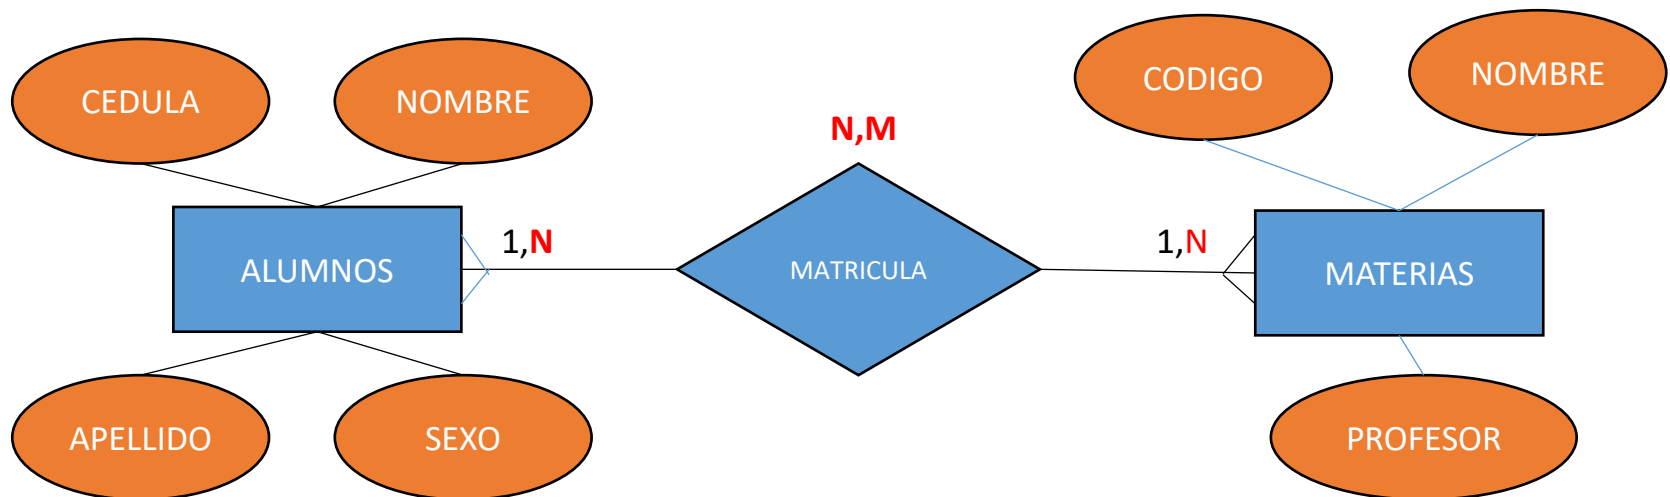 CEDULA
NOMBRE
CODIGO
NOMBRE
N,M
1,N
1,N
ALUMNOS
MATRICULA
MATERIAS
APELLIDO
SEXO
PROFESOR